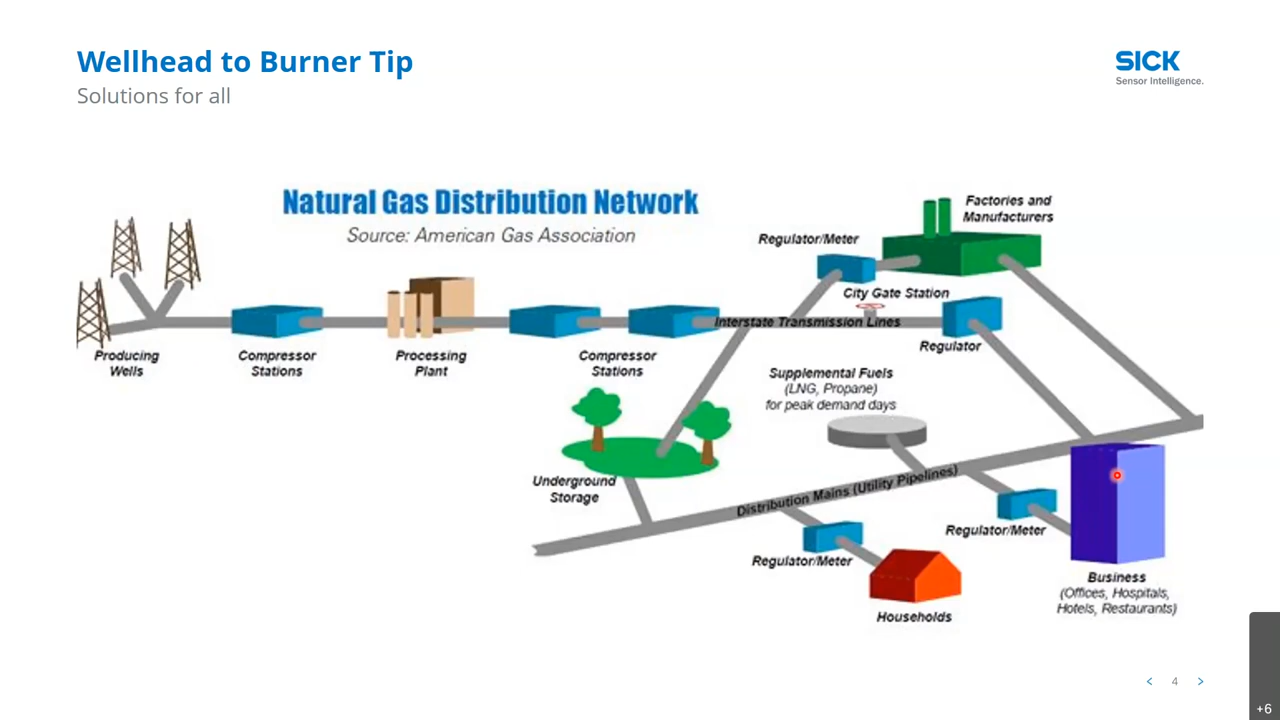 Wellhead to Burner Tip
Solutions for all
SICK
Sensor Intelligence.
Natural Gas Distribution Network
Source: American Gas Association
Factories and
Manufacturers
Regulator/Meter
City Gate Station
Interstate Transmission Lines
Regulator
Producing
Wells
Compressor
Stations
Processing
Plant
Compressor
Stations
Supplemental Fuels
(LNG, Propane)
for peak demand days
Underground
Storage
Distribution Mains (Utility Pipelines)
Regulator/Meter
Regulator/Meter
Households
Business
(Offices, Hospitals,
Hotels, Restaurants)
< 4 >
+6